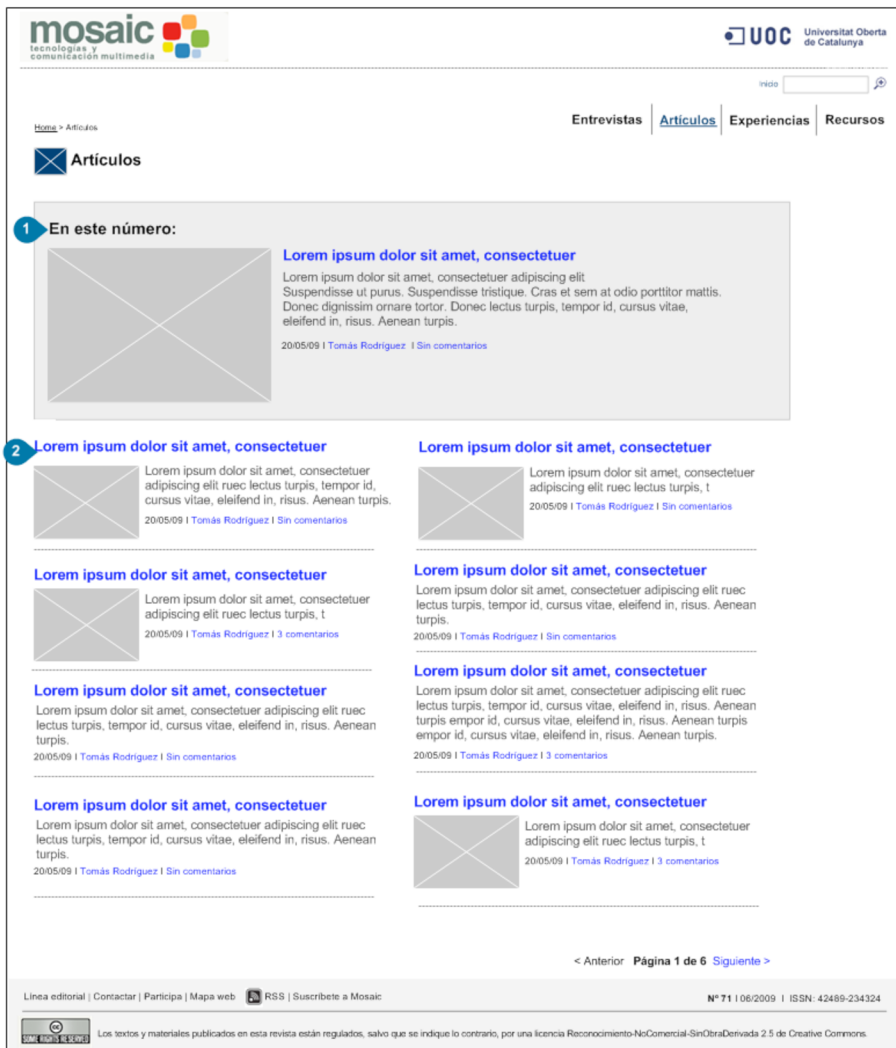 mosaic
tecnologías y
comunicación multimedia
UOC
Universitat Oberta
de Catalunya
Inicio
Home > Artículos
Entrevistas
Artículos
Experiencias
Recursos
Artículos
1
En este número:
Lorem ipsum dolor sit amet, consectetuer
Lorem ipsum dolor sit amet, consectetuer adipiscing elit
Suspendisse ut purus. Suspendisse tristique. Cras et sem at odio porttitor mattis.
Donec dignissim ornare tortor. Donec lectus turpis, tempor id, cursus vitae,
eleifend in, risus. Aenean turpis.
20/05/09 I Tomás Rodríguez I Sin comentarios
2
Lorem ipsum dolor sit amet, consectetuer
Lorem ipsum dolor sit amet, consectetuer
adipiscing elit ruec lectus turpis, tempor id,
cursus vitae, eleifend in, risus. Aenean turpis.
20/05/09 I Tomás Rodríguez I Sin comentarios
Lorem ipsum dolor sit amet, consectetuer
Lorem ipsum dolor sit amet, consectetuer
adipiscing elit ruec lectus turpis, t
20/05/09 I Tomás Rodríguez I 3 comentarios
Lorem ipsum dolor sit amet, consectetuer
Lorem ipsum dolor sit amet, consectetuer adipiscing elit ruec
lectus turpis, tempor id, cursus vitae, eleifend in, risus. Aenean
turpis.
20/05/09 I Tomás Rodríguez I Sin comentarios
Lorem ipsum dolor sit amet, consectetuer
Lorem ipsum dolor sit amet, consectetuer adipiscing elit ruec
lectus turpis, tempor id, cursus vitae, eleifend in, risus. Aenean
turpis.
20/05/09 I Tomás Rodríguez I Sin comentarios
Lorem ipsum dolor sit amet, consectetuer
Lorem ipsum dolor sit amet, consectetuer
adipiscing elit ruec lectus turpis, t
20/05/09 I Tomás Rodríguez I Sin comentarios
Lorem ipsum dolor sit amet, consectetuer
Lorem ipsum dolor sit amet, consectetuer adipiscing elit ruec
lectus turpis, tempor id, cursus vitae, eleifend in, risus. Aenean
turpis.
20/05/09 I Tomás Rodríguez I Sin comentarios
Lorem ipsum dolor sit amet, consectetuer
Lorem ipsum dolor sit amet, consectetuer adipiscing elit ruec
lectus turpis, tempor id, cursus vitae, eleifend in, risus. Aenean
turpis empor id, cursus vitae, eleifend in, risus. Aenean turpis
empor id, cursus vitae, eleifend in, risus. Aenean turpis.
20/05/09 I Tomás Rodríguez I 3 comentarios
Lorem ipsum dolor sit amet, consectetuer
Lorem ipsum dolor sit amet, consectetuer
adipiscing elit ruec lectus turpis, t
20/05/09 I Tomás Rodríguez I 3 comentarios
< Anterior Página 1 de 6 Siguiente >
Línea editorial | Contactar | Participa | Mapa web RSS | Suscríbete a Mosaic
Nº 71 I 06/2009 I ISSN: 42489-234324
cc
SOME RIGHTS RESERVED
Los textos y materiales publicados en esta revista están regulados, salvo que se indique lo contrario, por una licencia Reconocimiento-NoComercial-SinObraDerivada 2.5 de Creative Commons.